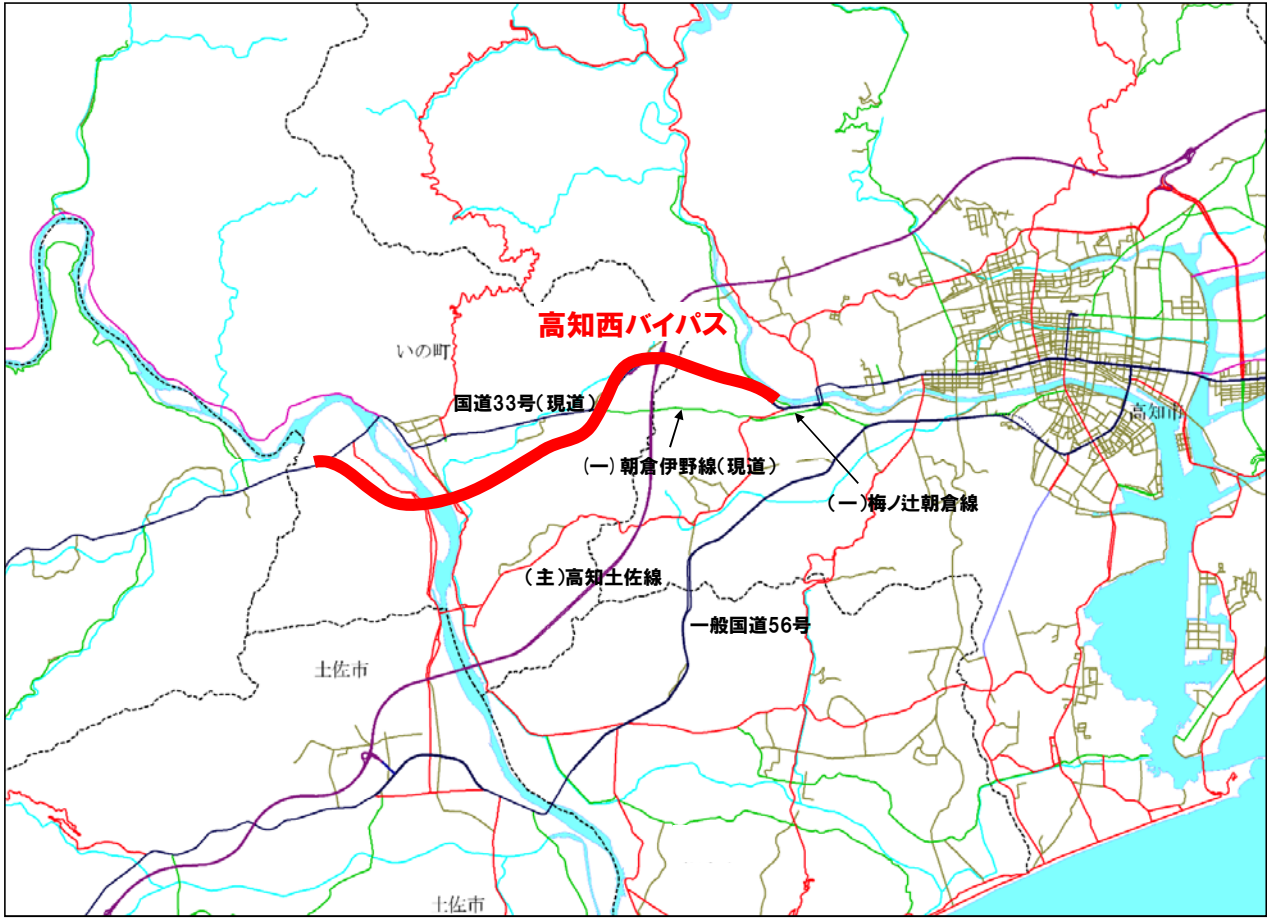 高知西バイパス
いの町
国道33号(現道)
高知市
(一)朝倉伊野線(現道)
(一)梅ノ辻朝倉線
(主)高知土佐線
一般国道56号
土佐市
土佐市